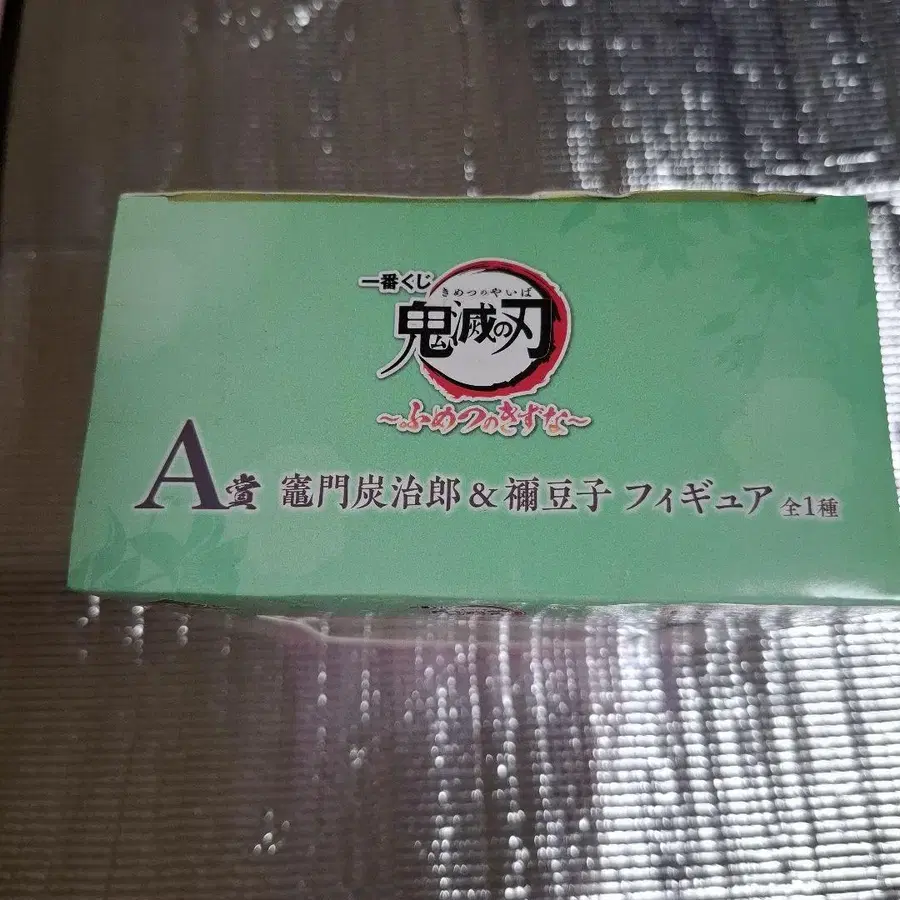 一番くじ
きめつのやいば
鬼滅の刃
～ふめつのきずな～
A賞 竈門炭治郎&禰豆子 フィギュア 全1種